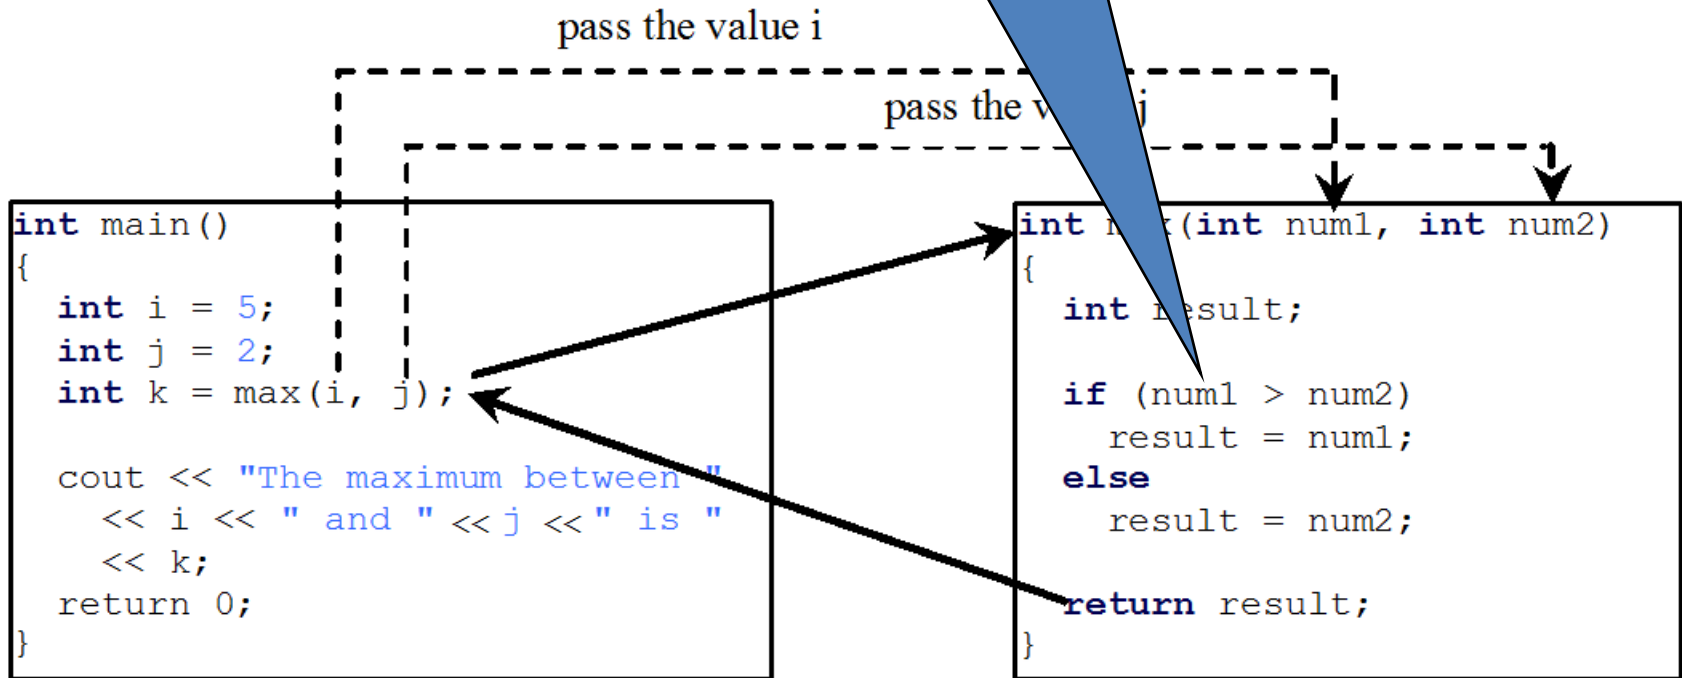 pass the value i
pass the v j
int main()
{
int i = 5;
int j = 2;
int k = max(i, j);
cout << "The maximum between "
<< i << " and " << j << " is "
<< k;
return 0;
}
int (int num1, int num2)
{
int result;
if (num1 > num2)
result = num1;
else
result = num2;
return result;
}